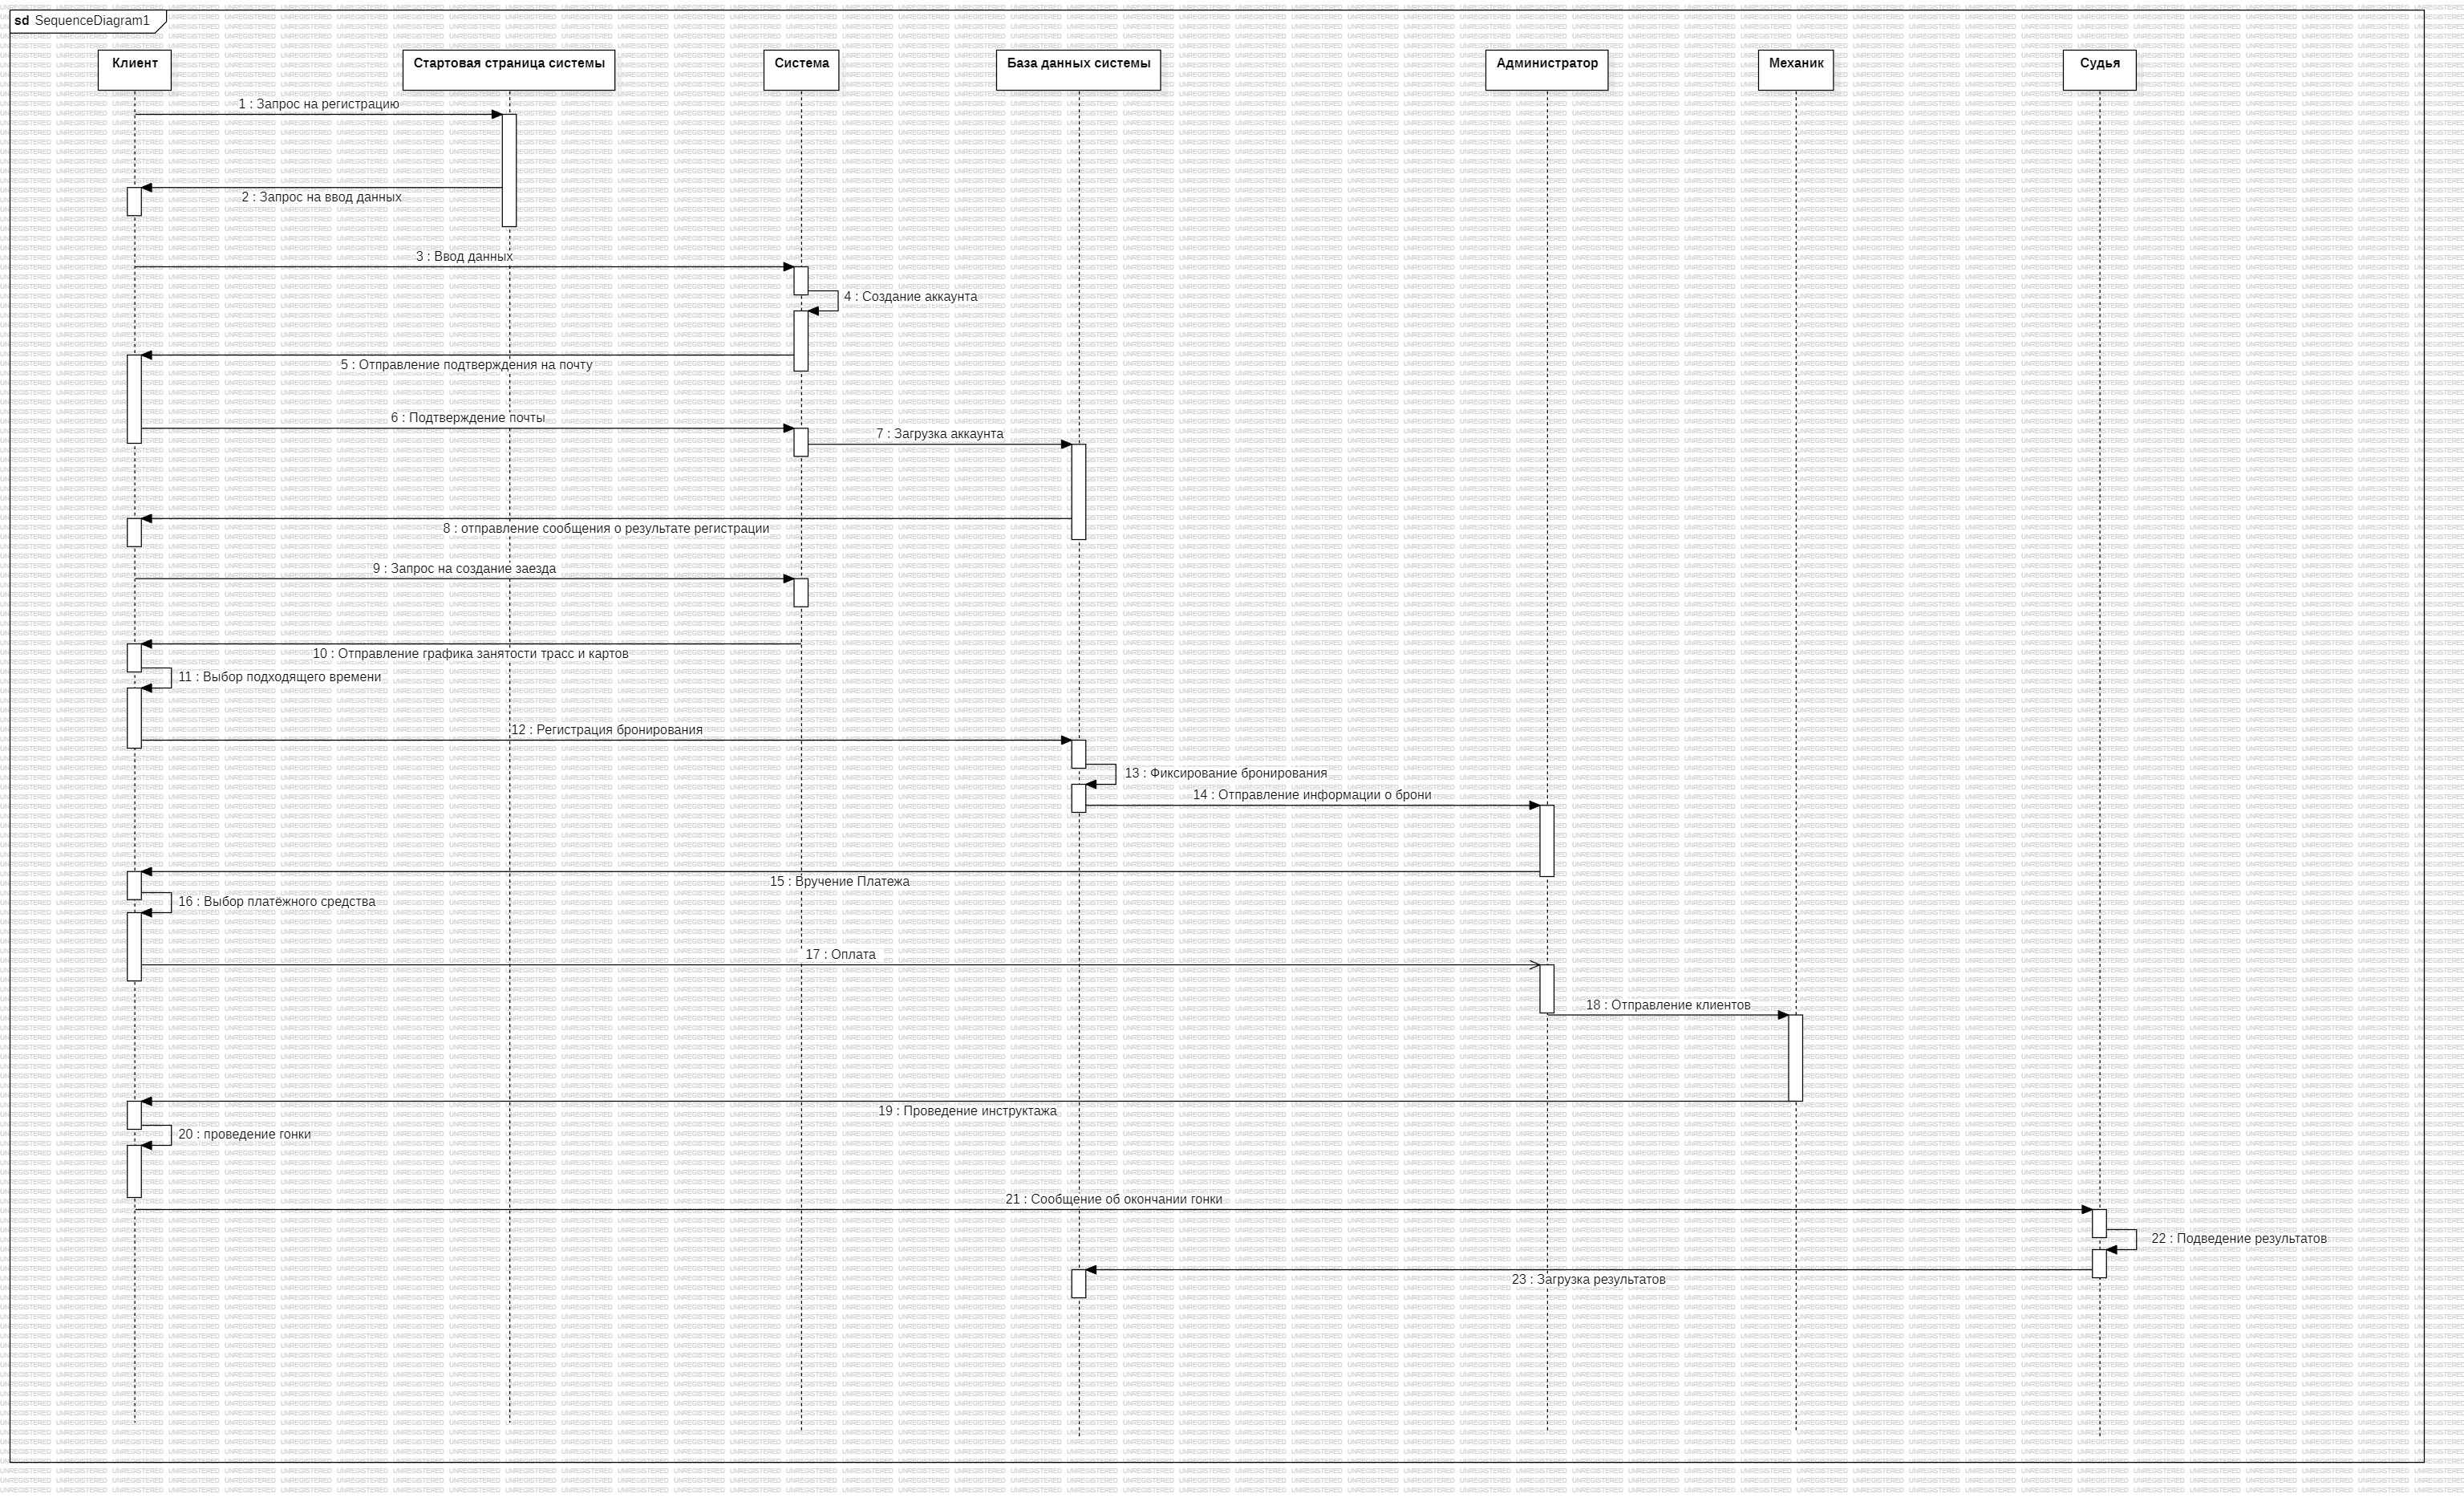 sd SequenceDiagram1
Клиент
Стартовая страница системы
Система
База данных системы
Администратор
Механик
Судья
1 : Запрос на регистрацию
2 : Запрос на ввод данных
3 : Ввод данных
4 : Создание аккаунта
5 : Отправление подтверждения на почту
6 : Подтверждение почты
7 : Загрузка аккаунта
8 : отправление сообщения о результате регистрации
9 : Запрос на создание заезда
10 : Отправление графика занятости трасс и картов
11 : Выбор подходящего времени
12 : Регистрация бронирования
13 : Фиксирование бронирования
14 : Отправление информации о брони
15 : Вручение Платежа
16 : Выбор платёжного средства
17 : Оплата
18 : Отправление клиентов
19 : Проведение инструктажа
20 : проведение гонки
21 : Сообщение об окончании гонки
22 : Подведение результатов
23 : Загрузка результатов
UNREGISTERED